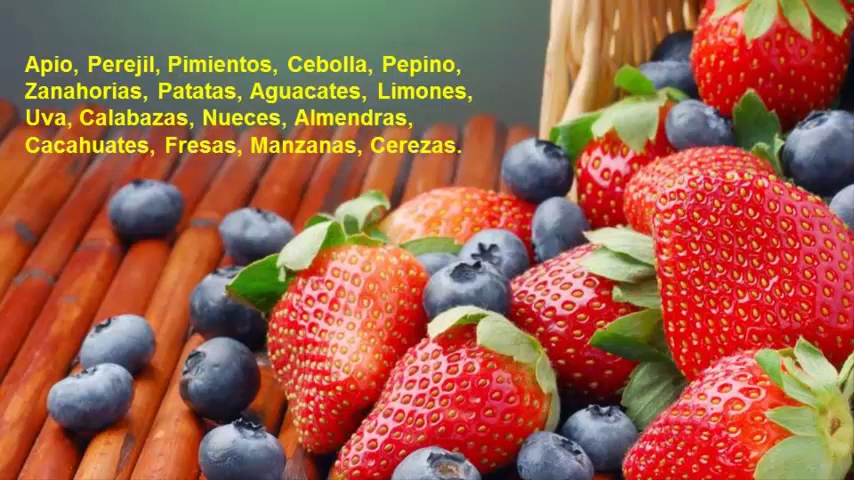 Apio, Perejil, Pimientos, Cebolla, Pepino,
Zanahorias, Patatas, Aguacates, Limones,
Uva, Calabazas, Nueces, Almendras,
Cacahuates, Fresas, Manzanas, Cerezas.